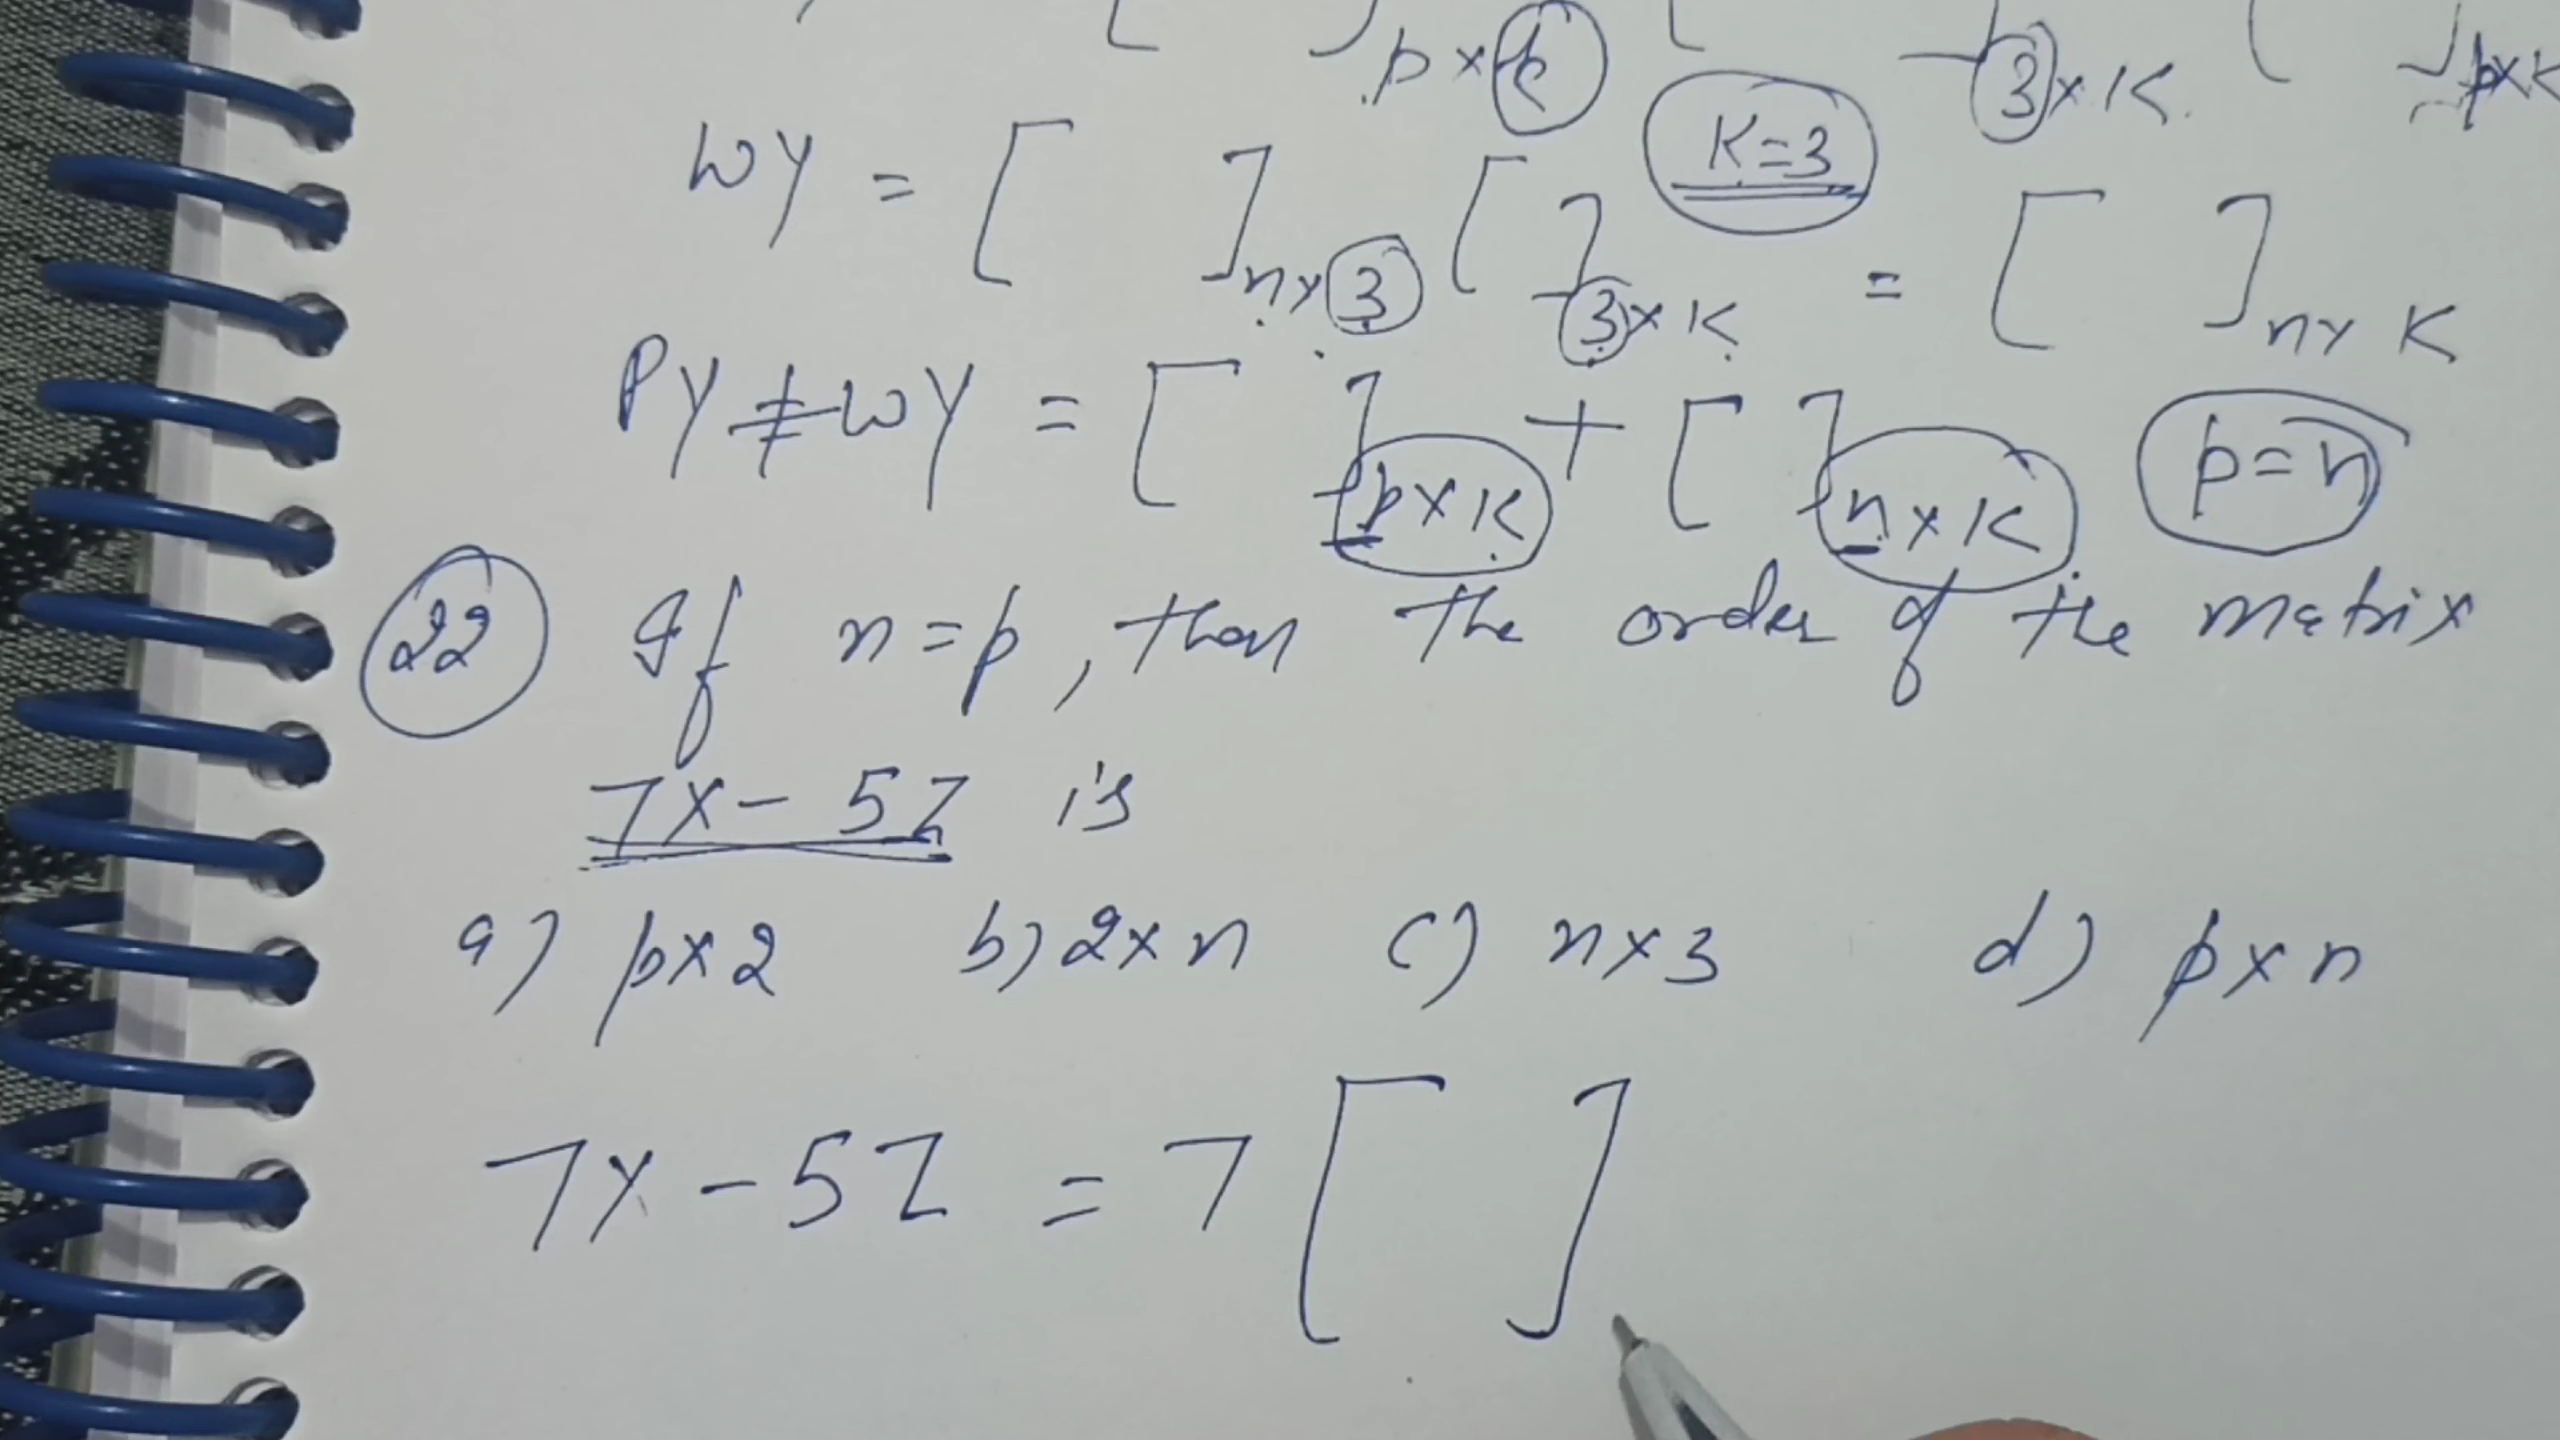 [ ] p×k [ ] 3×K [ ] p×K
K=3
WY = [ ] n×3 [ ] 3×K = [ ] n×K
PY ± WY = [ ] p×K + [ ] n×K p=n
22 If n=p, then the order of the matrix
7X - 5Z is
a) p×2 b) 2×n c) n×3 d) p×n
7X - 5Z = 7 [ ]